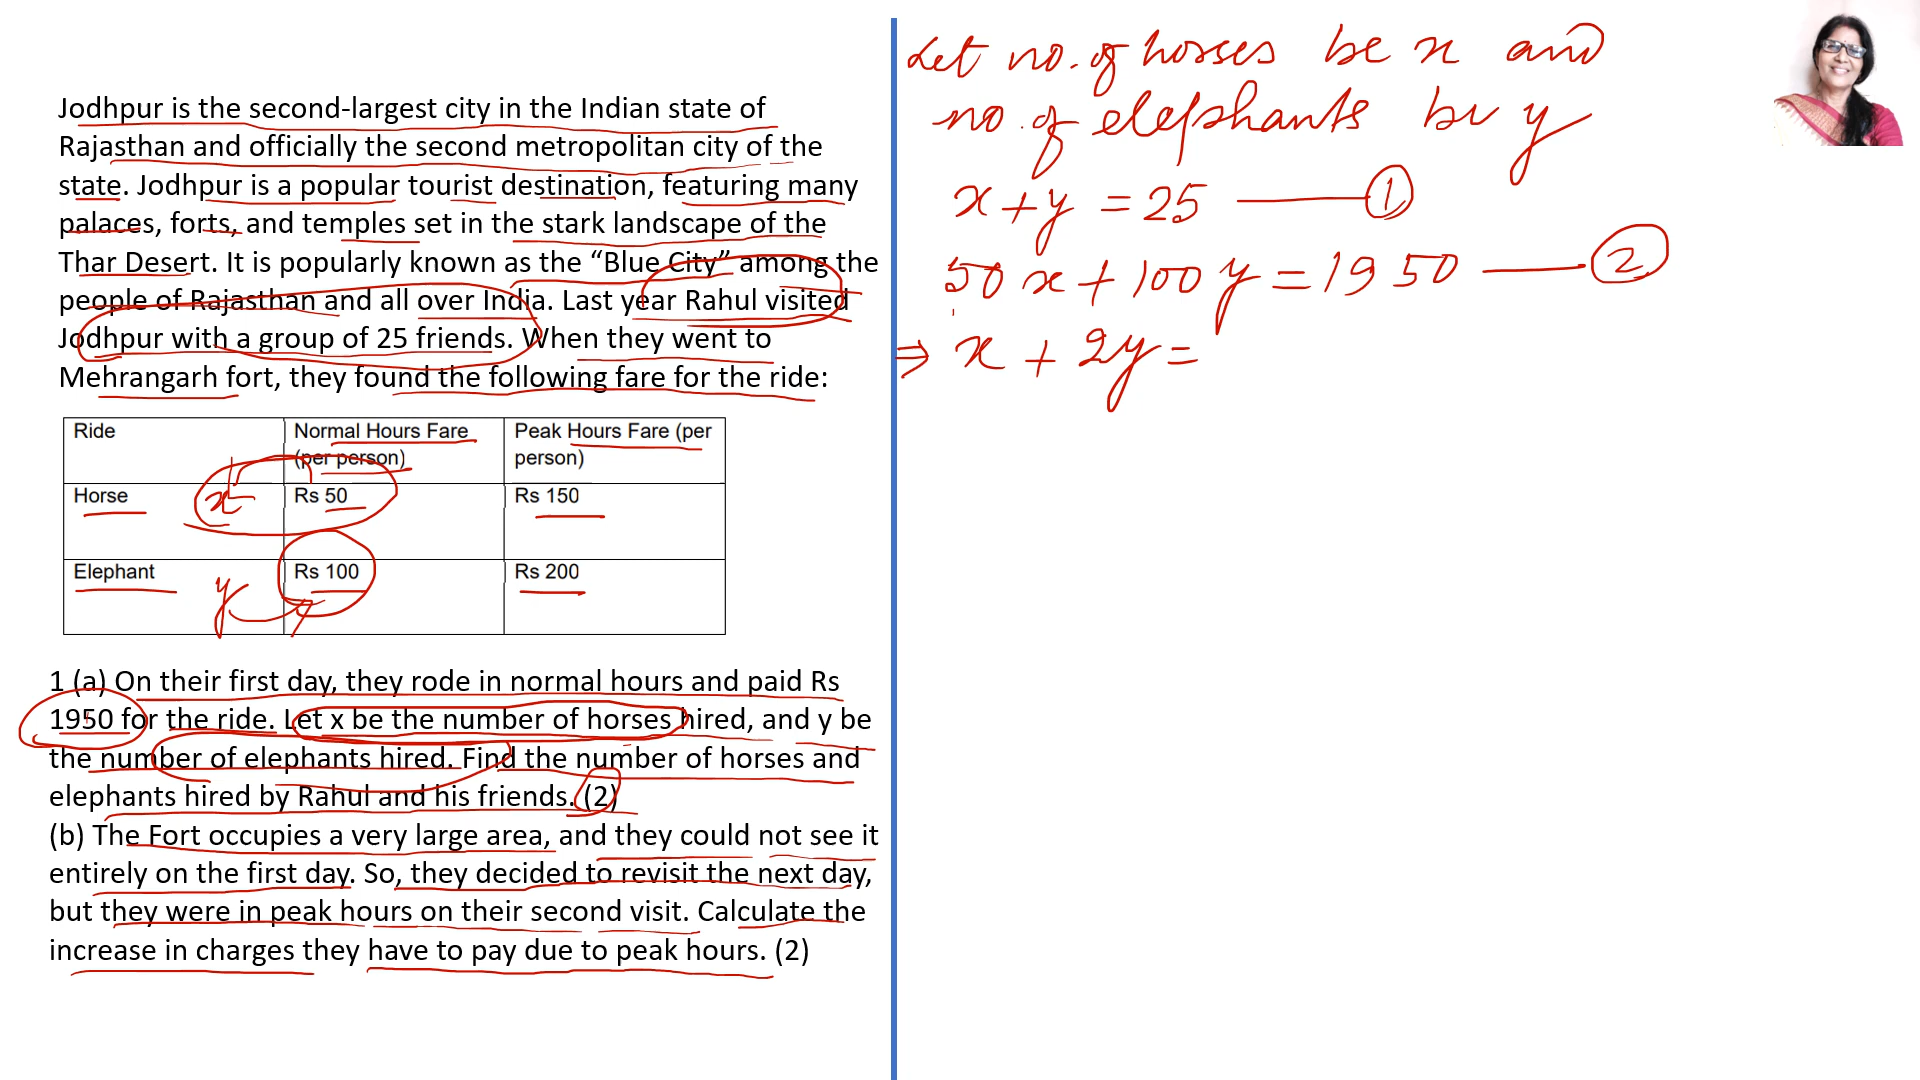 Jodhpur is the second-largest city in the Indian state of
Rajasthan and officially the second metropolitan city of the
state. Jodhpur is a popular tourist destination, featuring many
palaces, forts, and temples set in the stark landscape of the
Thar Desert. It is popularly known as the “Blue City” among the
people of Rajasthan and all over India. Last year Rahul visited
Jodhpur with a group of 25 friends. When they went to
Mehrangarh fort, they found the following fare for the ride:
Ride Normal Hours Fare (per person) Peak Hours Fare (per person)
Horse x Rs 50 Rs 150
Elephant y Rs 100 Rs 200
1 (a) On their first day, they rode in normal hours and paid Rs
1950 for the ride. Let x be the number of horses hired, and y be
the number of elephants hired. Find the number of horses and
elephants hired by Rahul and his friends. (2)
(b) The Fort occupies a very large area, and they could not see it
entirely on the first day. So, they decided to revisit the next day,
but they were in peak hours on their second visit. Calculate the
increase in charges they have to pay due to peak hours. (2)
Let no. of horses be x and
no. of elephants be y
x + y = 25 —— ①
50 x + 100 y = 1950 —— ②
⇒ x + 2y =